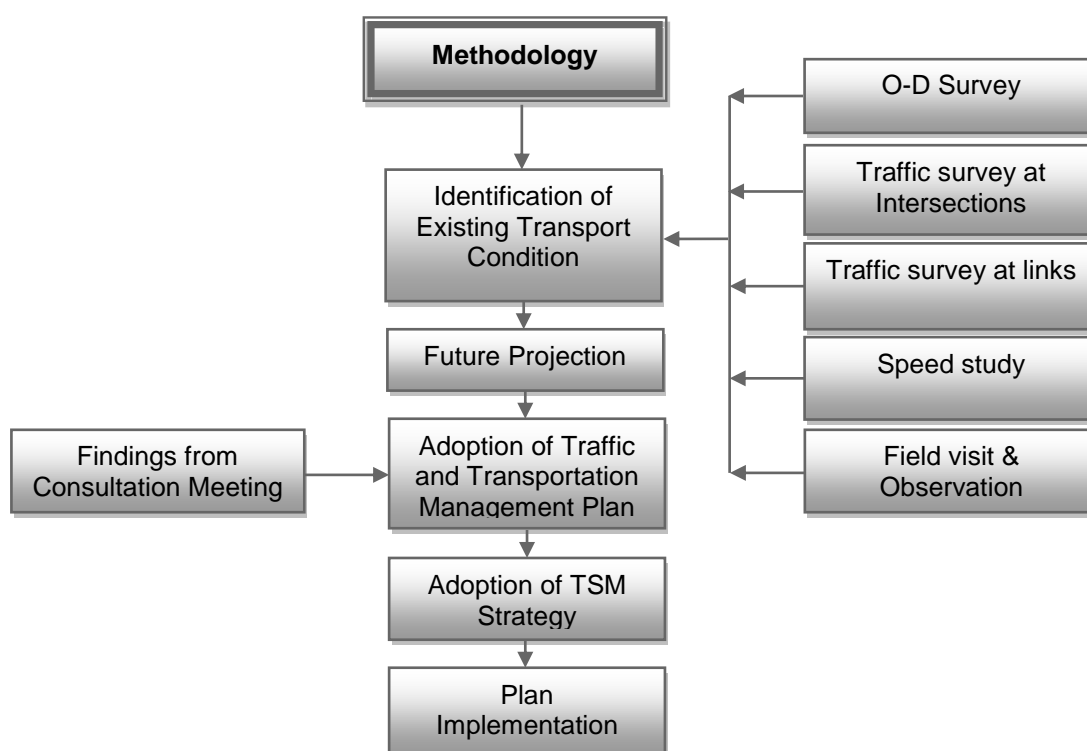 Methodology
O-D Survey
Traffic survey at
Intersections
Identification of
Existing Transport
Condition
Traffic survey at links
Future Projection
Speed study
Findings from
Consultation Meeting
Adoption of Traffic
and Transportation
Management Plan
Field visit &
Observation
Adoption of TSM
Strategy
Plan
Implementation